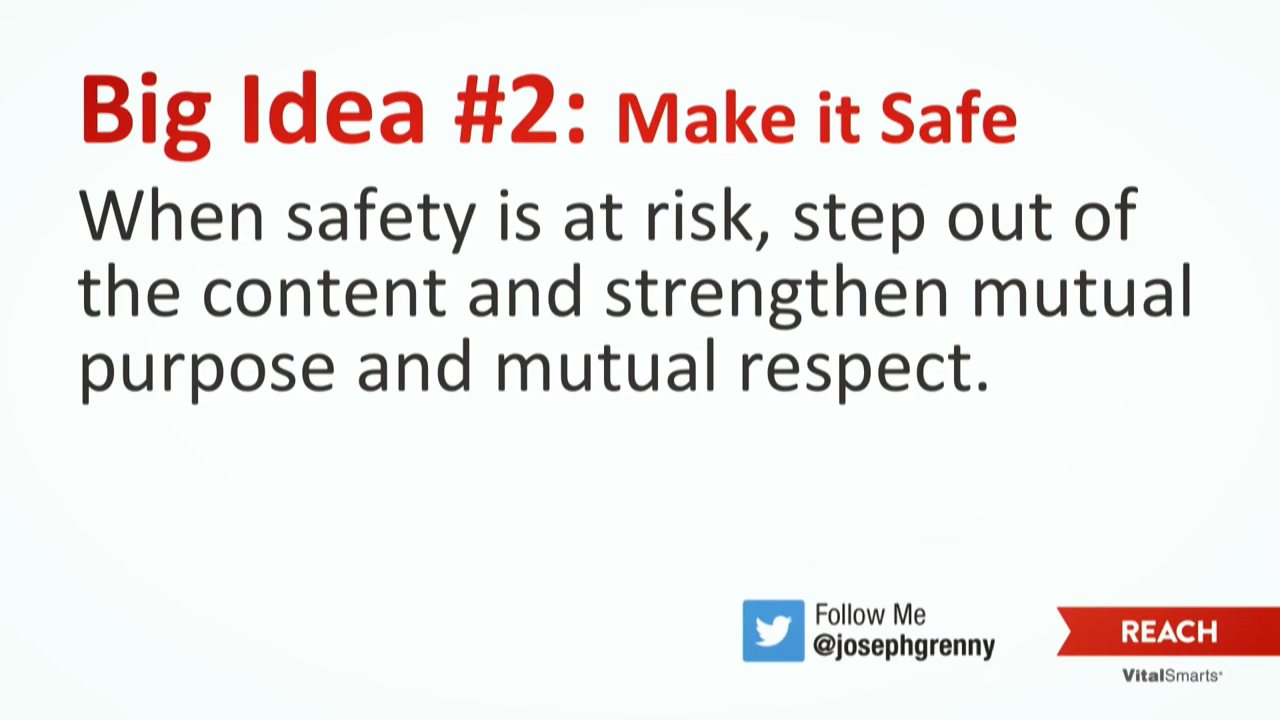 Big Idea #2: Make it Safe
When safety is at risk, step out of
the content and strengthen mutual
purpose and mutual respect.
Follow Me
@josephgrenny
REACH
VitalSmarts